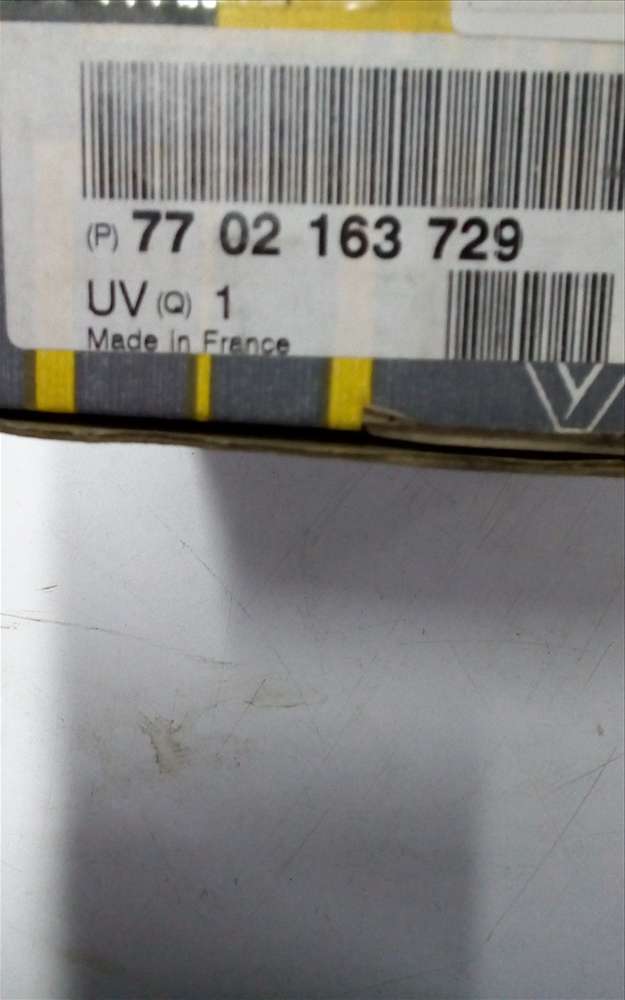 (P) 77 02 163 729
UV (Q) 1
Made in France